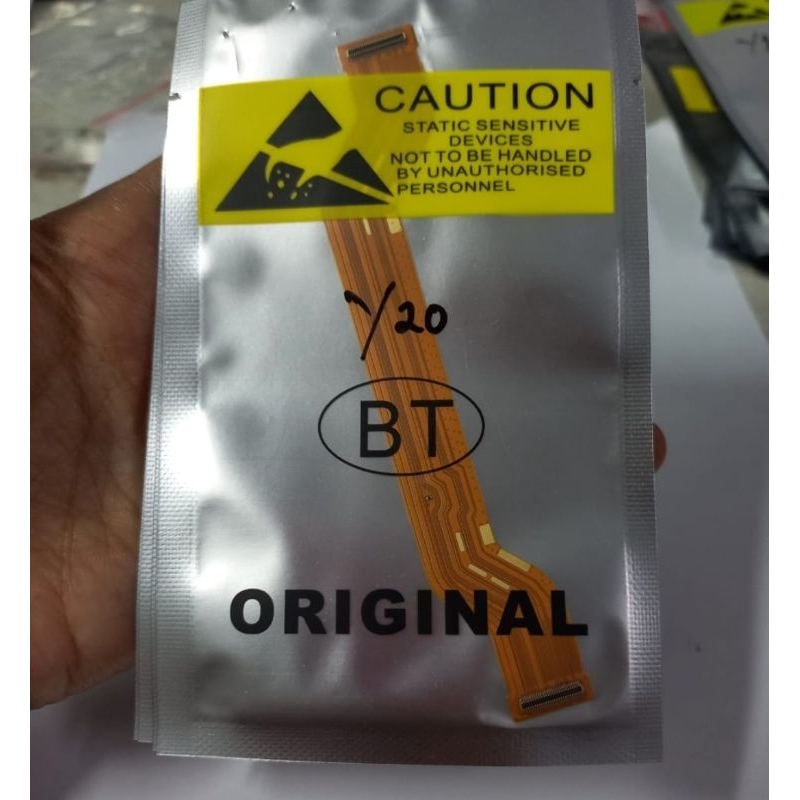 CAUTION
STATIC SENSITIVE
DEVICES
NOT TO BE HANDLED
BY UNAUTHORISED
PERSONNEL
Y20
BT
ORIGINAL